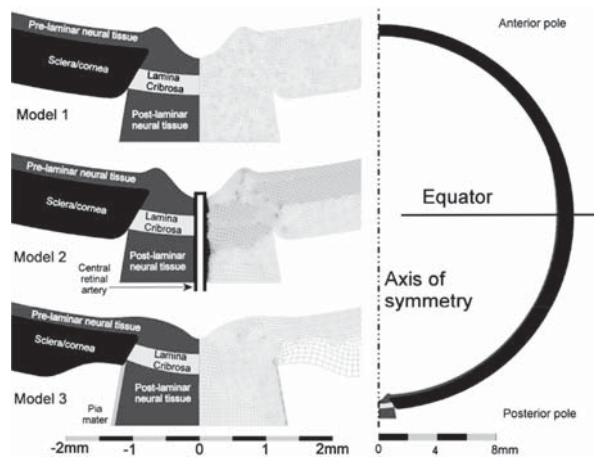 Pre-laminar neural tissue
Sclera/cornea
Lamina
Cribrosa
Post-laminar
neural tissue
Model 1
Pre-laminar neural tissue
Sclera/cornea
Lamina
Cribrosa
Post-laminar
neural tissue
Model 2
Central
retinal
artery
Pre-laminar neural tissue
Sclera/cornea
Lamina
Cribrosa
Post-laminar
neural tissue
Model 3
Pia
mater
-2mm -1 0 1 2mm
Anterior pole
Equator
Axis of
symmetry
Posterior pole
0 4 8mm